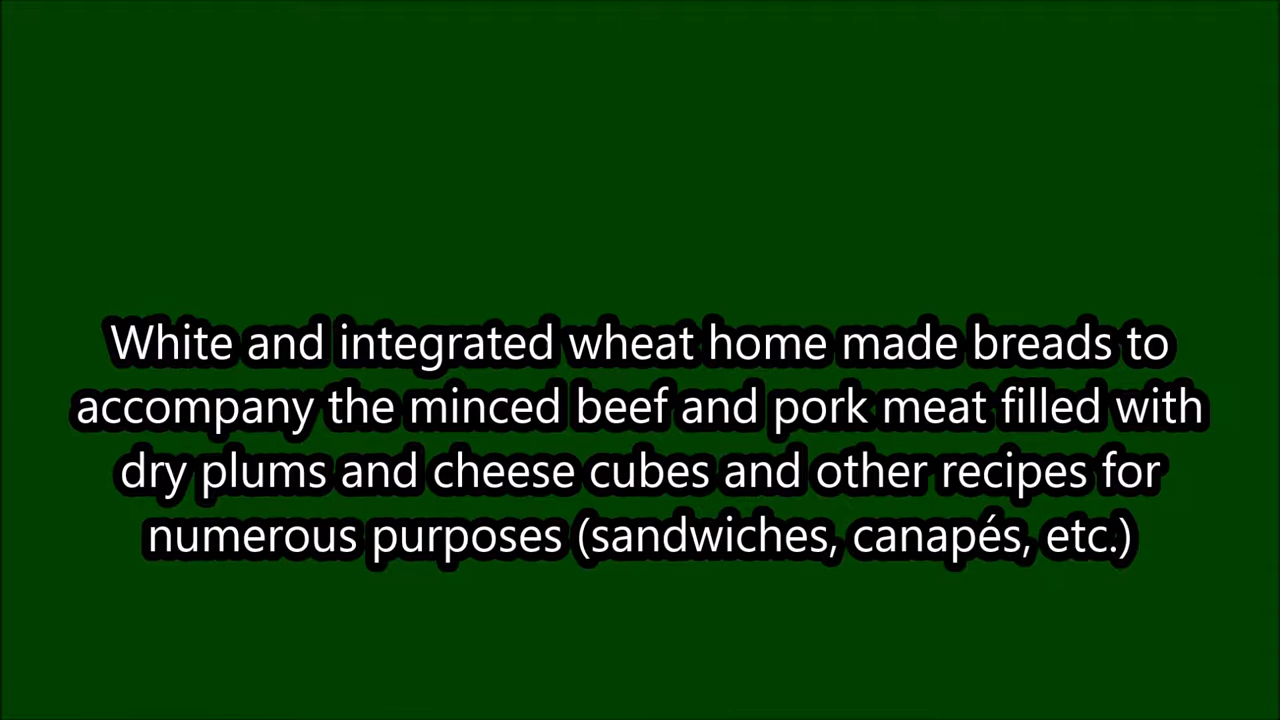 White and integrated wheat home made breads to
accompany the minced beef and pork meat filled with
dry plums and cheese cubes and other recipes for
numerous purposes (sandwiches, canapés, etc.)